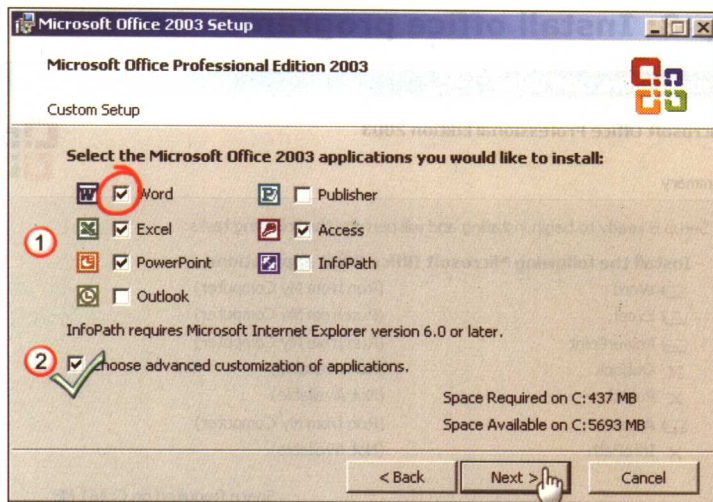 Microsoft Office 2003 Setup
Microsoft Office Professional Edition 2003
Custom Setup
Select the Microsoft Office 2003 applications you would like to install:
1
Word
Publisher
Excel
Access
PowerPoint
InfoPath
Outlook
InfoPath requires Microsoft Internet Explorer version 6.0 or later.
2
Choose advanced customization of applications.
Space Required on C: 437 MB
Space Available on C: 5693 MB
< Back
Next >
Cancel